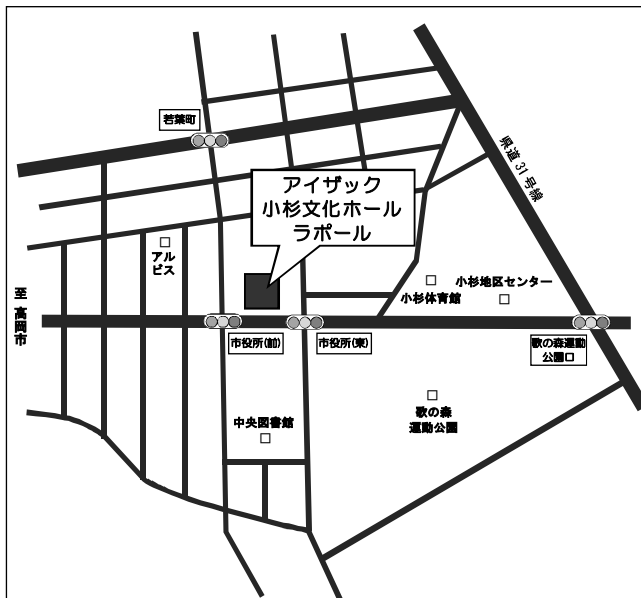 若葉町
県道31号線
アイザック
小杉文化ホール
ラポール
アル
ビス
小杉地区センター
小杉体育館
至 高岡市
市役所(前)
市役所(東)
歌の森運動
公園口
歌の森
運動公園
中央図書館